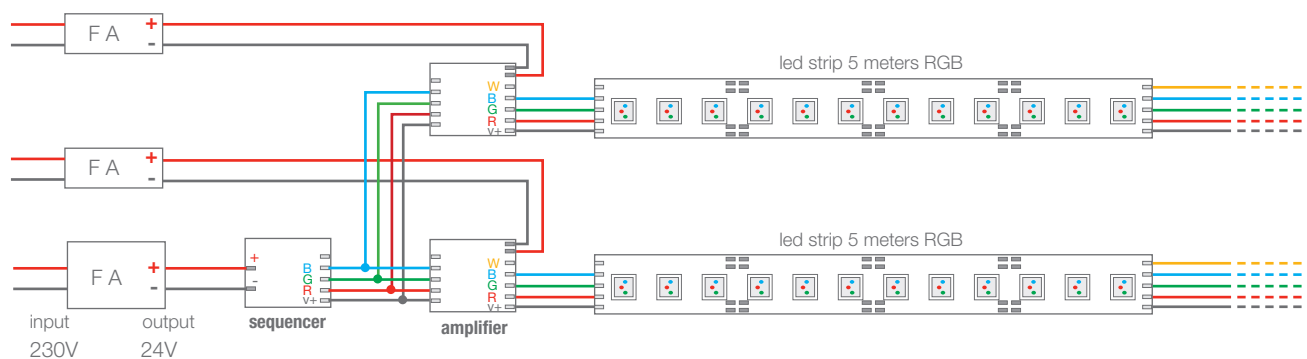 F A
+
-
W
B
G
R
V+
led strip 5 meters RGB
F A
+
-
F A
+
-
+
-
B
G
R
V+
W
B
G
R
V+
led strip 5 meters RGB
input
230V
output
24V
sequencer
amplifier